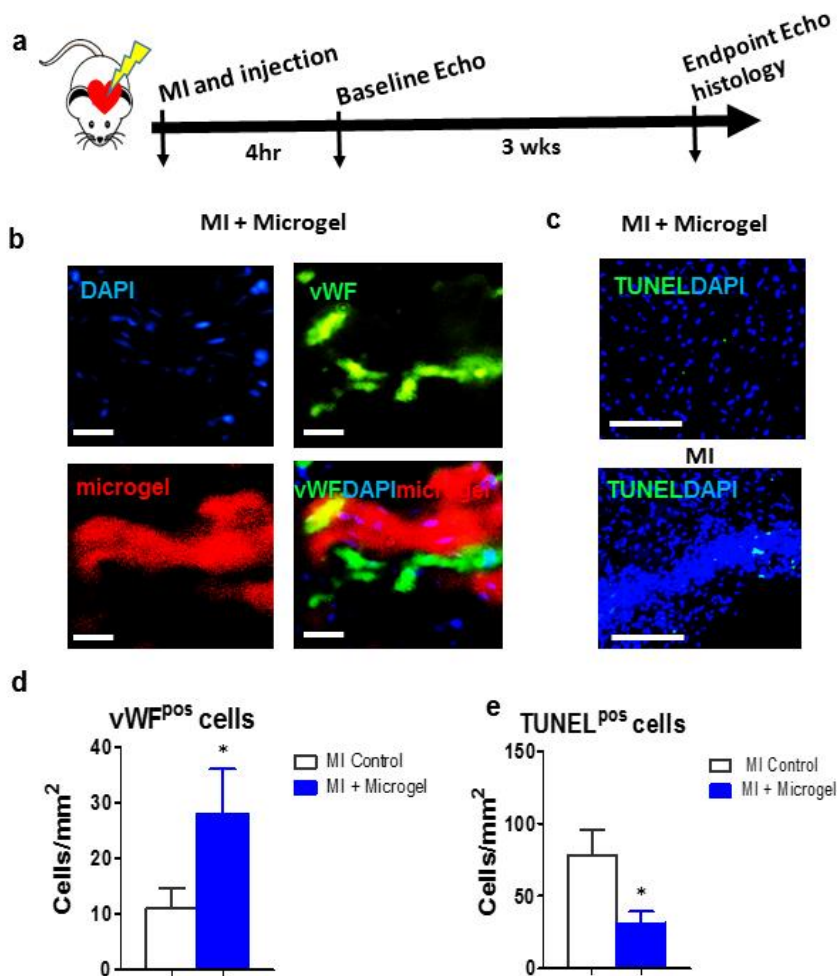 a
MI and injection
Baseline Echo
Endpoint Echo
histology
4hr
3 wks
b
MI + Microgel
DAPI
vWF
microgel
vWFDAPImicrogel
c
MI + Microgel
TUNELDAPI
MI
TUNELDAPI
d
vWFpos cells
Cells/mm2
40
30
20
10
0
MI Control
MI + Microgel
*
e
TUNELpos cells
Cells/mm2
150
100
50
0
MI Control
MI + Microgel
*